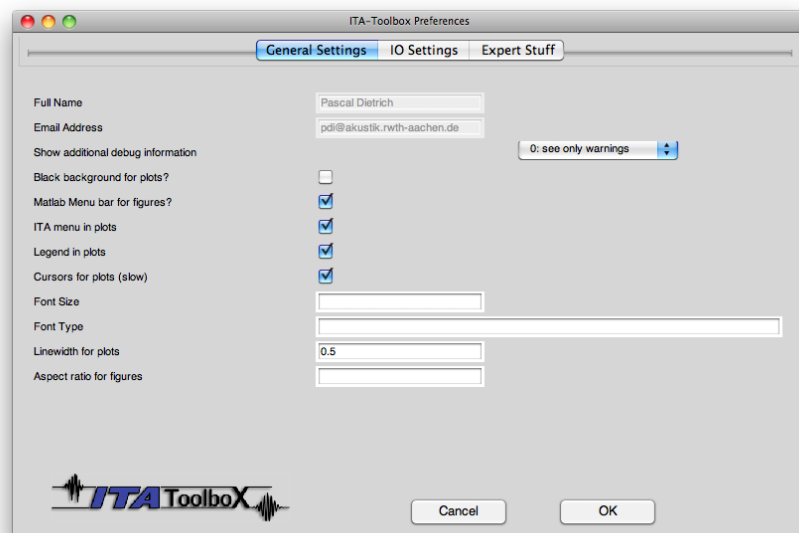 ITA-Toolbox Preferences
General Settings IO Settings Expert Stuff
Full Name Pascal Dietrich
Email Address pdi@akustik.rwth-aachen.de
Show additional debug information 0: see only warnings
Black background for plots?
Matlab Menu bar for figures?
ITA menu in plots
Legend in plots
Cursors for plots (slow)
Font Size
Font Type
Linewidth for plots 0.5
Aspect ratio for figures
ITA ToolboX
Cancel OK